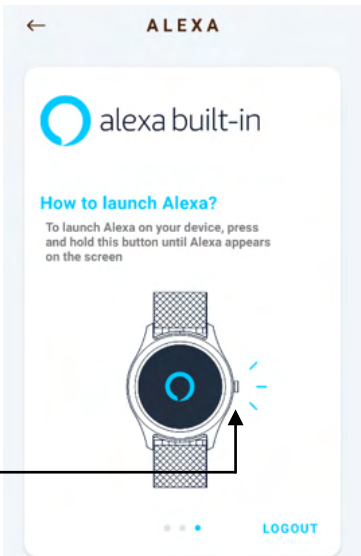 ALEXA
alexa built-in
How to launch Alexa?
To launch Alexa on your device, press
and hold this button until Alexa appears
on the screen
LOGOUT